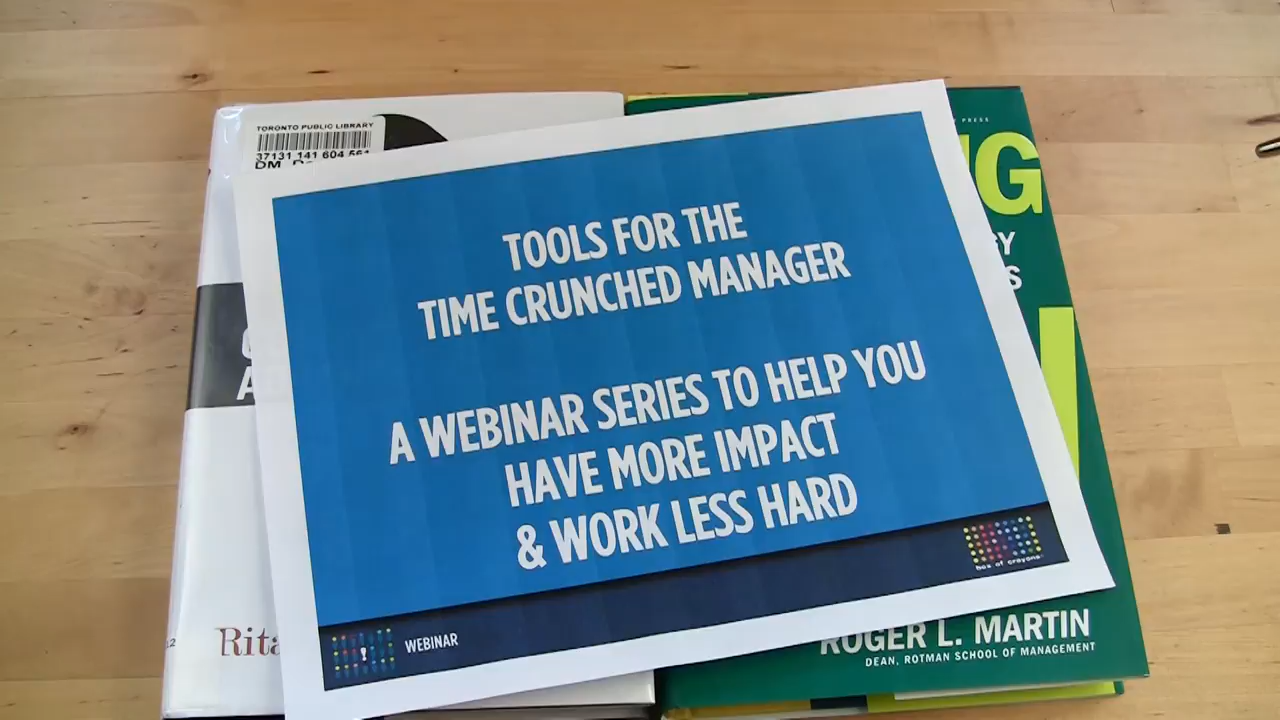 TORONTO PUBLIC LIBRARY
37131 141 604 561
TOOLS FOR THE
TIME CRUNCHED MANAGER
A WEBINAR SERIES TO HELP YOU
HAVE MORE IMPACT
& WORK LESS HARD
box of crayons
WEBINAR
Rita
ROGER L. MARTIN
DEAN, ROTMAN SCHOOL OF MANAGEMENT
PRESS